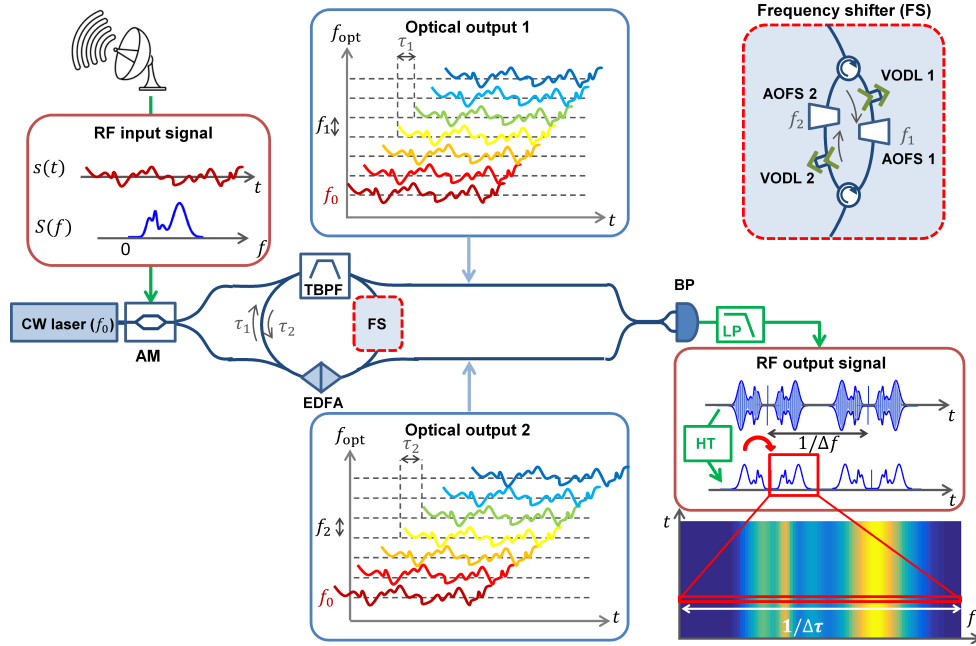 RF input signal
s(t)
t
S(f)
0
f
CW laser (f₀)
AM
Optical output 1
f_opt
τ₁
f₁
f₀
t
Frequency shifter (FS)
VODL 1
AOFS 2
f₂
f₁
AOFS 1
VODL 2
TBPF
τ₁
τ₂
FS
EDFA
BP
LP
Optical output 2
f_opt
τ₂
f₂
f₀
t
RF output signal
t
1/Δf
HT
t
t
1/Δτ
f